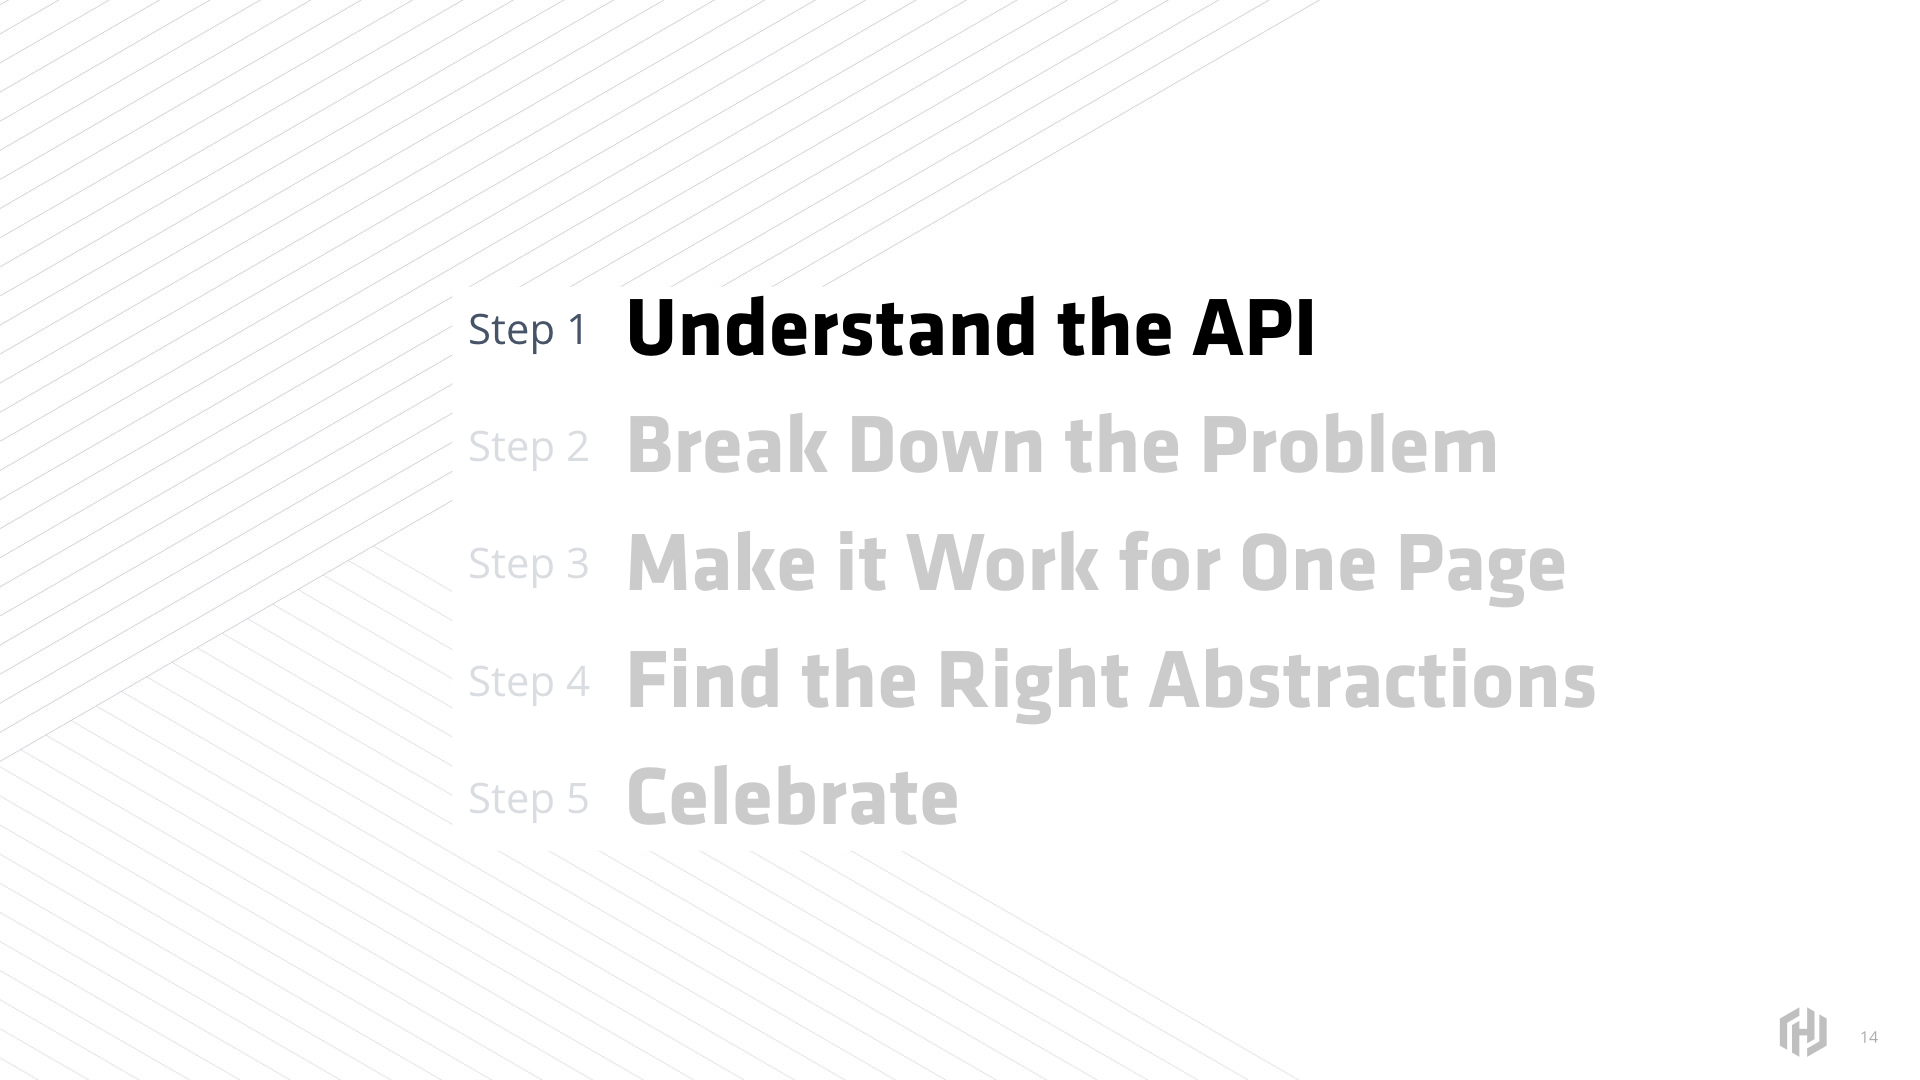 Step 1 Understand the API
Step 2 Break Down the Problem
Step 3 Make it Work for One Page
Step 4 Find the Right Abstractions
Step 5 Celebrate
14